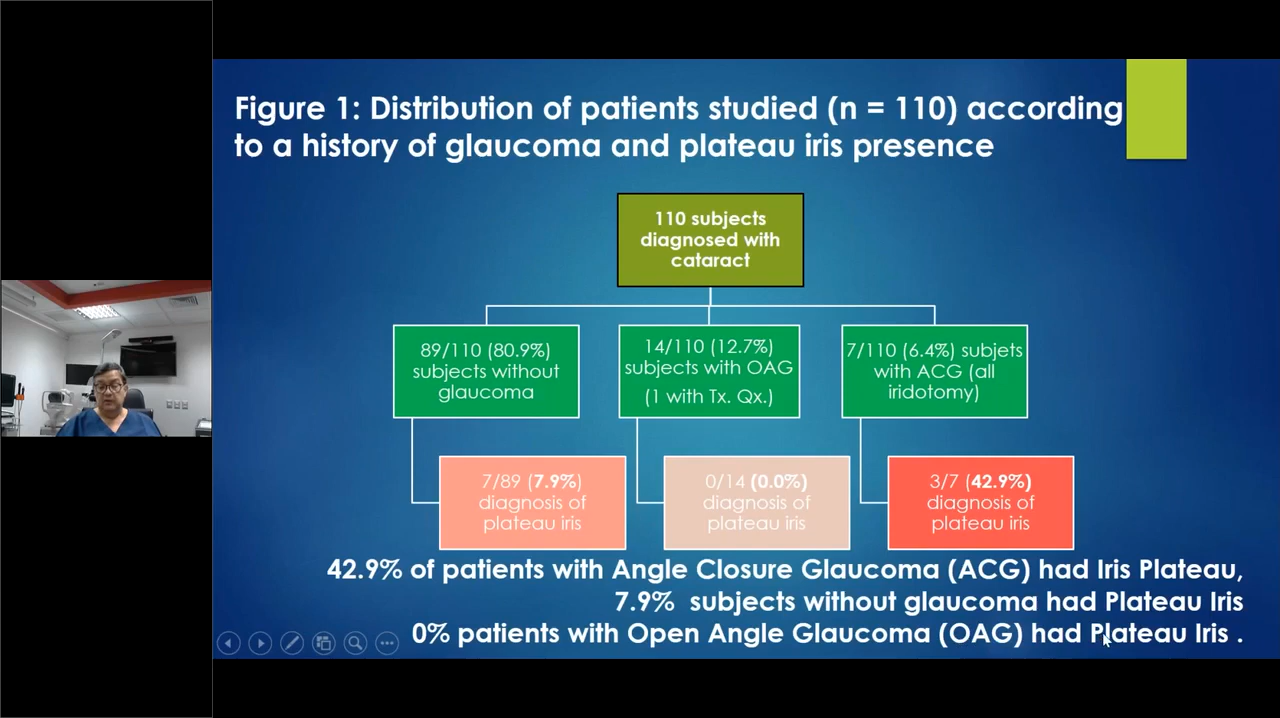 Figure 1: Distribution of patients studied (n = 110) according
to a history of glaucoma and plateau iris presence
110 subjects
diagnosed with
cataract
89/110 (80.9%)
subjects without
glaucoma
14/110 (12.7%)
subjects with OAG
(1 with Tx. Qx.)
7/110 (6.4%) subjets
with ACG (all
iridotomy)
7/89 (7.9%)
diagnosis of
plateau iris
0/14 (0.0%)
diagnosis of
plateau iris
3/7 (42.9%)
diagnosis of
plateau iris
42.9% of patients with Angle Closure Glaucoma (ACG) had Iris Plateau,
7.9% subjects without glaucoma had Plateau Iris
0% patients with Open Angle Glaucoma (OAG) had Plateau Iris .